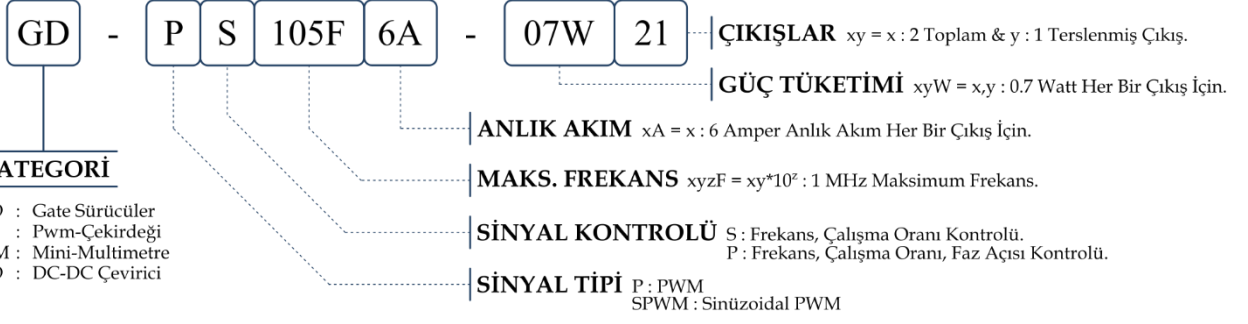 GD - P S 105F 6A - 07W 21
ÇIKIŞLAR xy = x : 2 Toplam & y : 1 Terslenmiş Çıkış.
GÜÇ TÜKETİMİ xyW = x,y : 0.7 Watt Her Bir Çıkış İçin.
ANLIK AKIM xA = x : 6 Amper Anlık Akım Her Bir Çıkış İçin.
MAKS. FREKANS xyzF = xy*10ᶻ : 1 MHz Maksimum Frekans.
SİNYAL KONTROLÜ S : Frekans, Çalışma Oranı Kontrolü.
P : Frekans, Çalışma Oranı, Faz Açısı Kontrolü.
SİNYAL TİPİ P : PWM
SPWM : Sinüzoidal PWM
ATEGORİ
: Gate Sürücüler
: Pwm-Çekirdeği
M : Mini-Multimetre
: DC-DC Çevirici